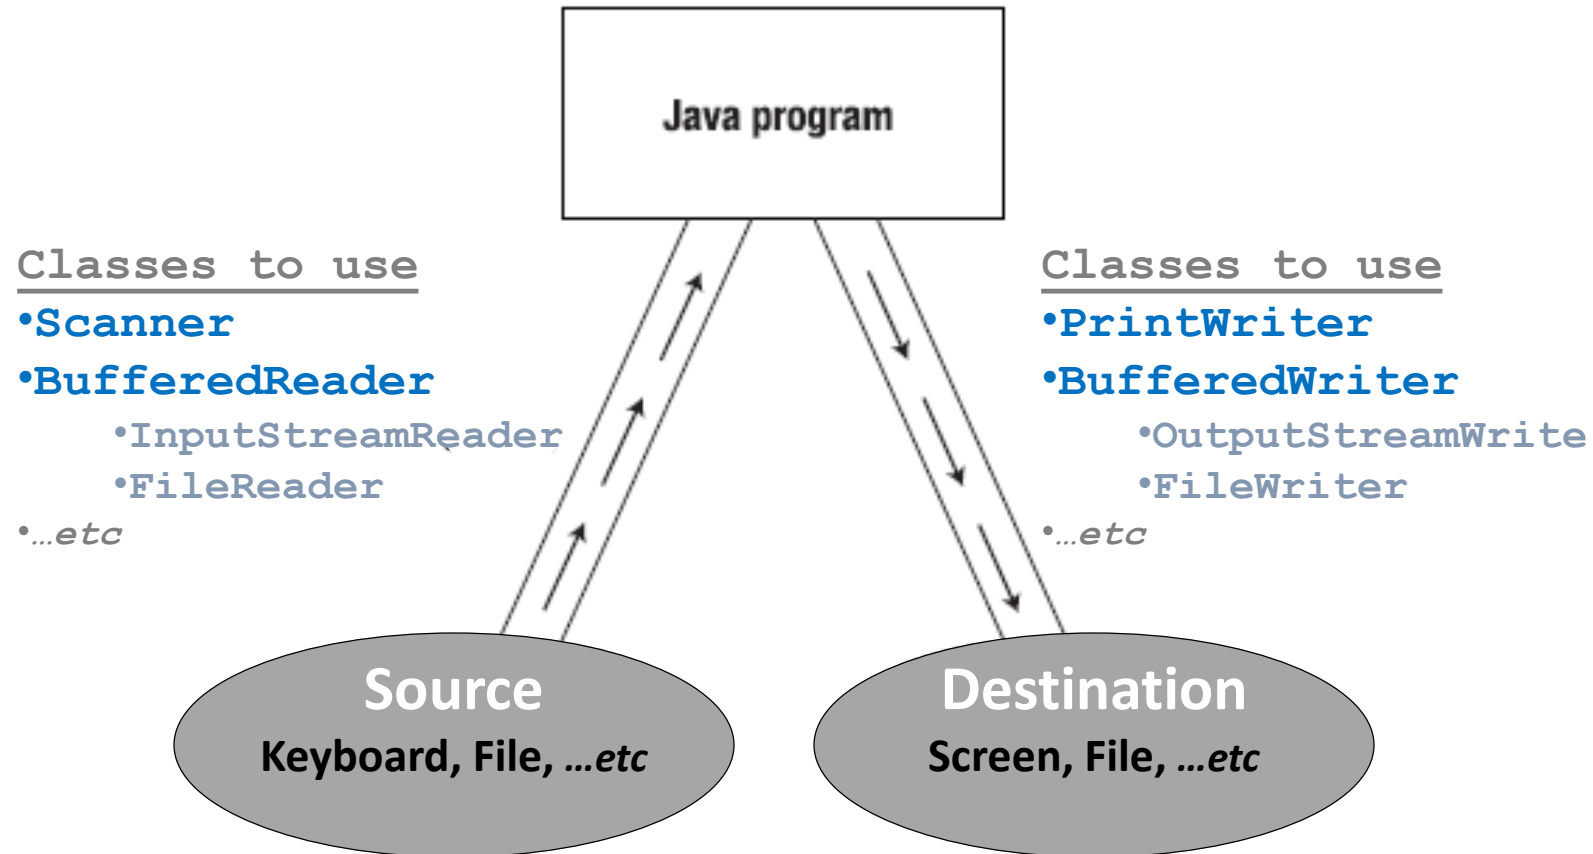 Java program
Classes to use
•Scanner
•BufferedReader
•InputStreamReader
•FileReader
•…etc
Classes to use
•PrintWriter
•BufferedWriter
•OutputStreamWrite
•FileWriter
•…etc
Source
Keyboard, File, …etc
Destination
Screen, File, …etc